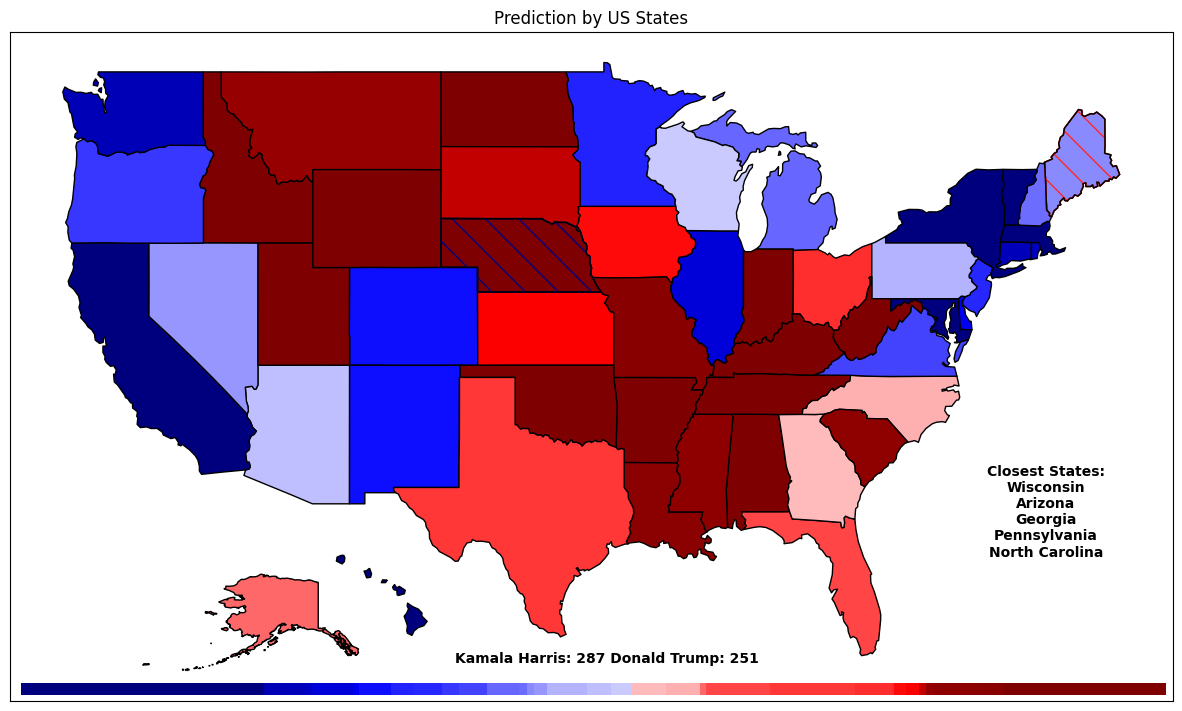 Prediction by US States
Closest States:
Wisconsin
Arizona
Georgia
Pennsylvania
North Carolina
Kamala Harris: 287 Donald Trump: 251